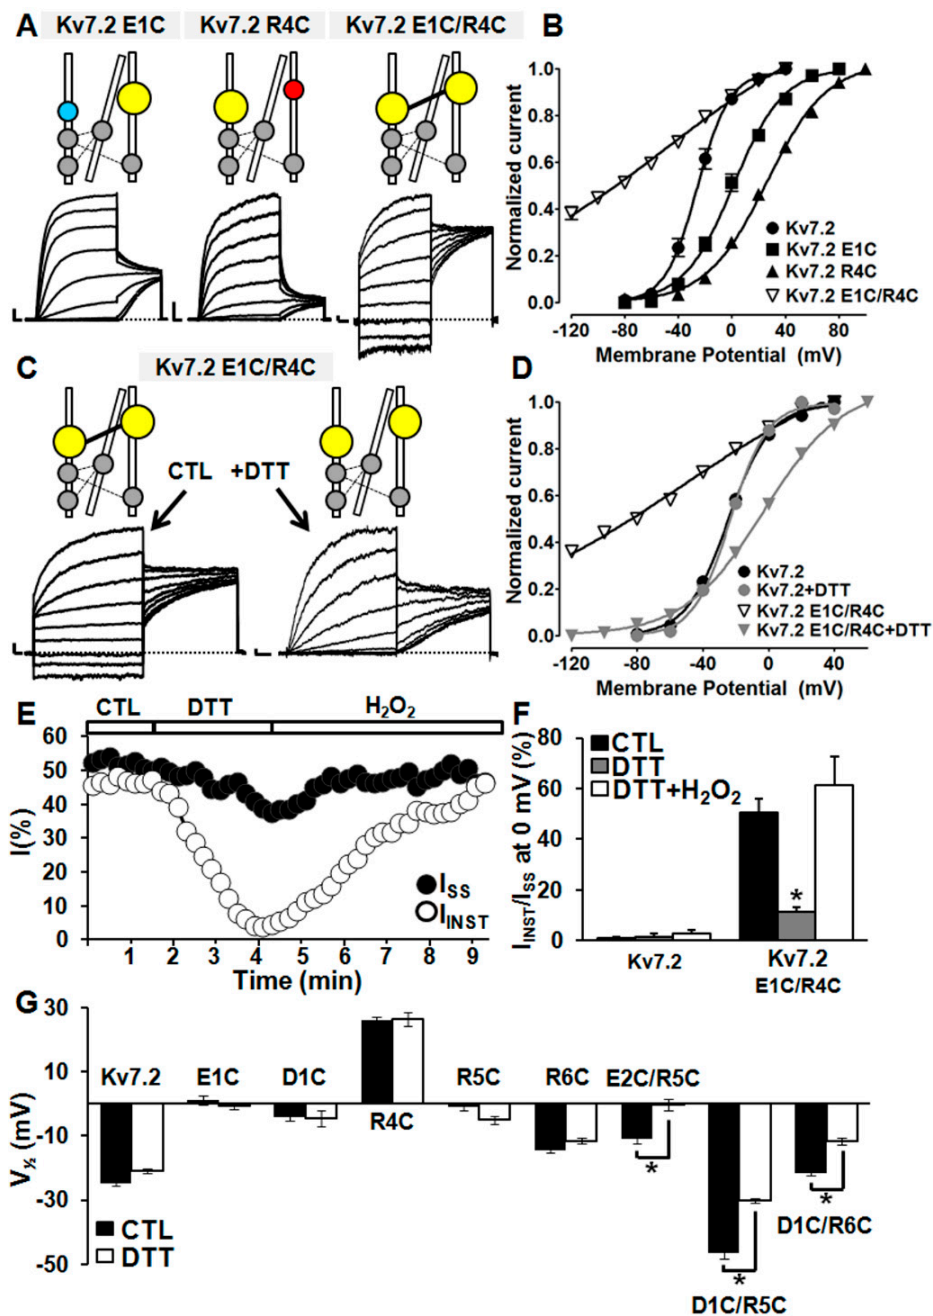 A Kv7.2 E1C Kv7.2 R4C Kv7.2 E1C/R4C
B
Normalized current
1.0
0.8
0.6
0.4
0.2
0.0
Kv7.2
Kv7.2 E1C
Kv7.2 R4C
Kv7.2 E1C/R4C
-120 -80 -40 0 40 80
Membrane Potential (mV)
C Kv7.2 E1C/R4C
CTL +DTT
D
Normalized current
1.0
0.8
0.6
0.4
0.2
0.0
Kv7.2
Kv7.2+DTT
Kv7.2 E1C/R4C
Kv7.2 E1C/R4C+DTT
-120 -80 -40 0 40
Membrane Potential (mV)
E CTL DTT H₂O₂
I(%)
60
50
40
30
20
10
0
I_SS
I_INST
1 2 3 4 5 6 7 8 9
Time (min)
F
I_INST/I_SS at 0 mV (%)
80
60
40
20
0
CTL
DTT
DTT+H₂O₂
*
Kv7.2 Kv7.2
E1C/R4C
G
V½ (mV)
30
10
-10
-30
-50
Kv7.2 E1C D1C R4C R5C R6C E2C/R5C
* * *
D1C/R6C
D1C/R5C
CTL
DTT